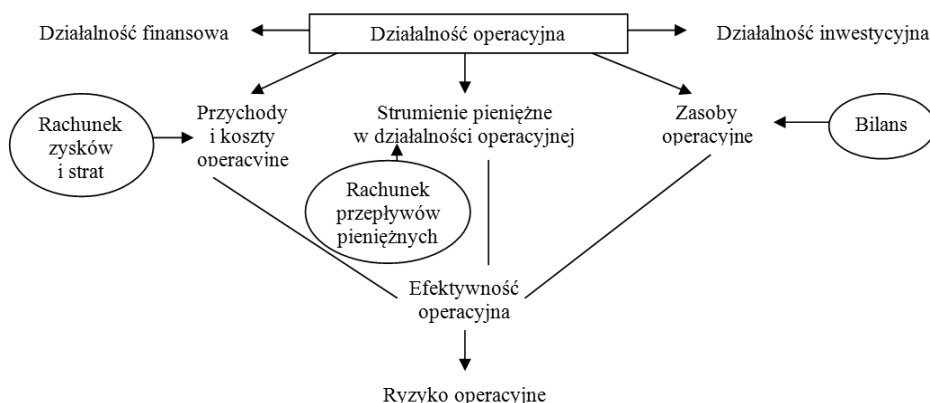 Działalność finansowa
Działalność operacyjna
Działalność inwestycyjna
Rachunek
zysków
i strat
Przychody
i koszty
operacyjne
Strumienie pieniężne
w działalności operacyjnej
Zasoby
operacyjne
Bilans
Rachunek
przepływów
pieniężnych
Efektywność
operacyjna
Ryzyko operacyjne